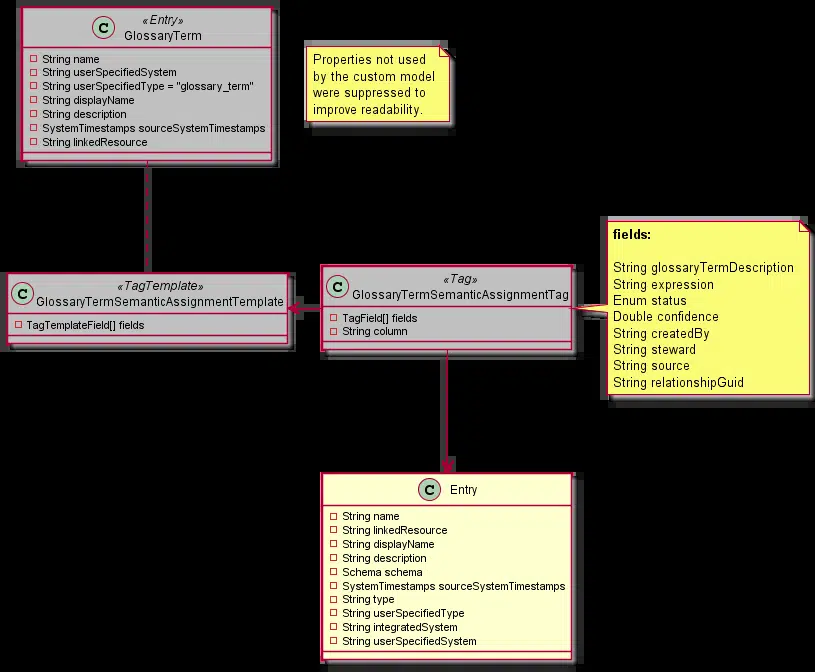 «Entry»
C GlossaryTerm
String name
String userSpecifiedSystem
String userSpecifiedType = "glossary_term"
String displayName
String description
SystemTimestamps sourceSystemTimestamps
String linkedResource
Properties not used
by the custom model
were suppressed to
improve readability.
«TagTemplate»
C GlossaryTermSemanticAssignmentTemplate
TagTemplateField[] fields
«Tag»
C GlossaryTermSemanticAssignmentTag
TagField[] fields
String column
fields:
String glossaryTermDescription
String expression
Enum status
Double confidence
String createdBy
String steward
String source
String relationshipGuid
C Entry
String name
String linkedResource
String displayName
String description
Schema schema
SystemTimestamps sourceSystemTimestamps
String type
String userSpecifiedType
String integratedSystem
String userSpecifiedSystem